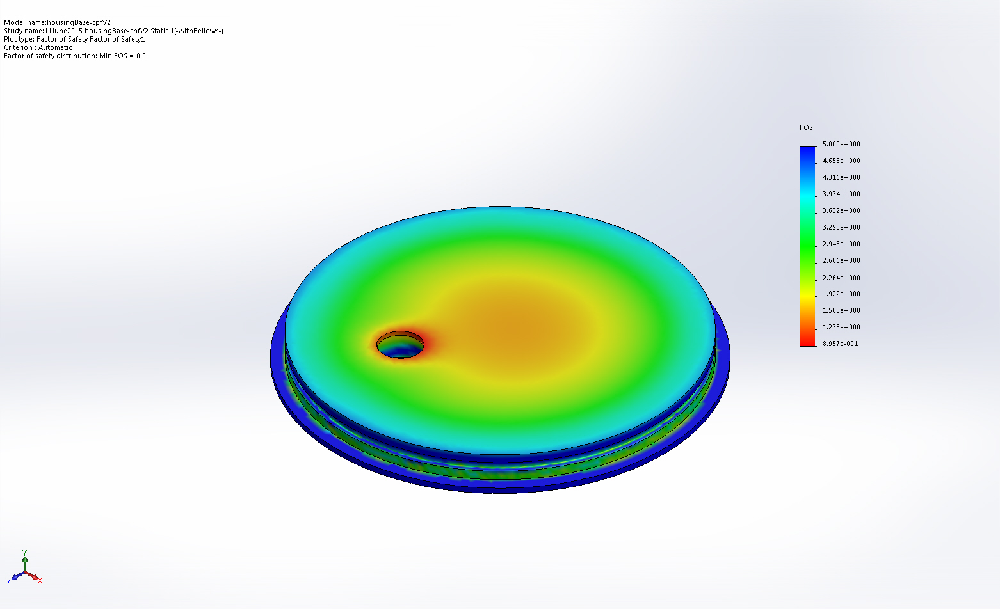 Model name:housingBase-cpfV2
Study name:11June2015 housingBase-cpfV2 Static 1(-withBellows-)
Plot type: Factor of Safety Factor of Safety1
Criterion : Automatic
Factor of safety distribution: Min FOS = 0.9
FOS
5.000e+000
4.658e+000
4.316e+000
3.974e+000
3.632e+000
3.290e+000
2.948e+000
2.606e+000
2.264e+000
1.922e+000
1.580e+000
1.238e+000
8.957e-001
Y
Z
X